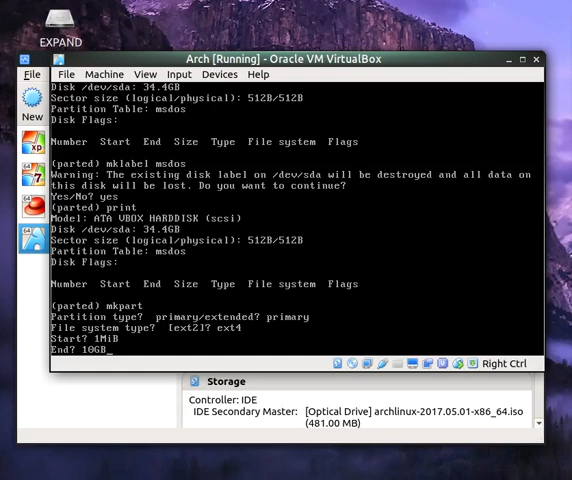 EXPAND
Arch [Running] - Oracle VM VirtualBox
File
File Machine View Input Devices Help
New
xp
64
7
64
64
Disk /dev/sda: 34.4GB
Sector size (logical/physical): 512B/512B
Partition Table: msdos
Disk Flags:
Number Start End Size Type File system Flags
(parted) mklabel msdos
Warning: The existing disk label on /dev/sda will be destroyed and all data on
this disk will be lost. Do you want to continue?
Yes/No? yes
(parted) print
Model: ATA VBOX HARDDISK (scsi)
Disk /dev/sda: 34.4GB
Sector size (logical/physical): 512B/512B
Partition Table: msdos
Disk Flags:
Number Start End Size Type File system Flags
(parted) mkpart
Partition type? primary/extended? primary
File system type? [ext2]? ext4
Start? 1MiB
End? 10GB_
Right Ctrl
Storage
Controller: IDE
IDE Secondary Master: [Optical Drive] archlinux-2017.05.01-x86_64.iso
(481.00 MB)